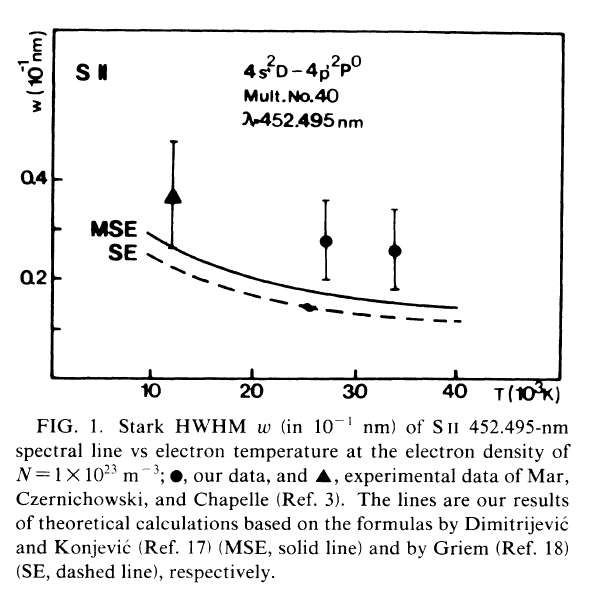 w (10⁻¹ nm)
S II
4s²D – 4p'²P⁰
Mult.No.40
λ=452.495 nm
0.4
MSE
SE
0.2
10 20 30 40 T(10³K)
FIG. 1. Stark HWHM w (in 10⁻¹ nm) of S II 452.495-nm
spectral line vs electron temperature at the electron density of
N = 1 × 10²³ m⁻³; ●, our data, and ▲, experimental data of Mar,
Czernichowski, and Chapelle (Ref. 3). The lines are our results
of theoretical calculations based on the formulas by Dimitrijević
and Konjević (Ref. 17) (MSE, solid line) and by Griem (Ref. 18)
(SE, dashed line), respectively.